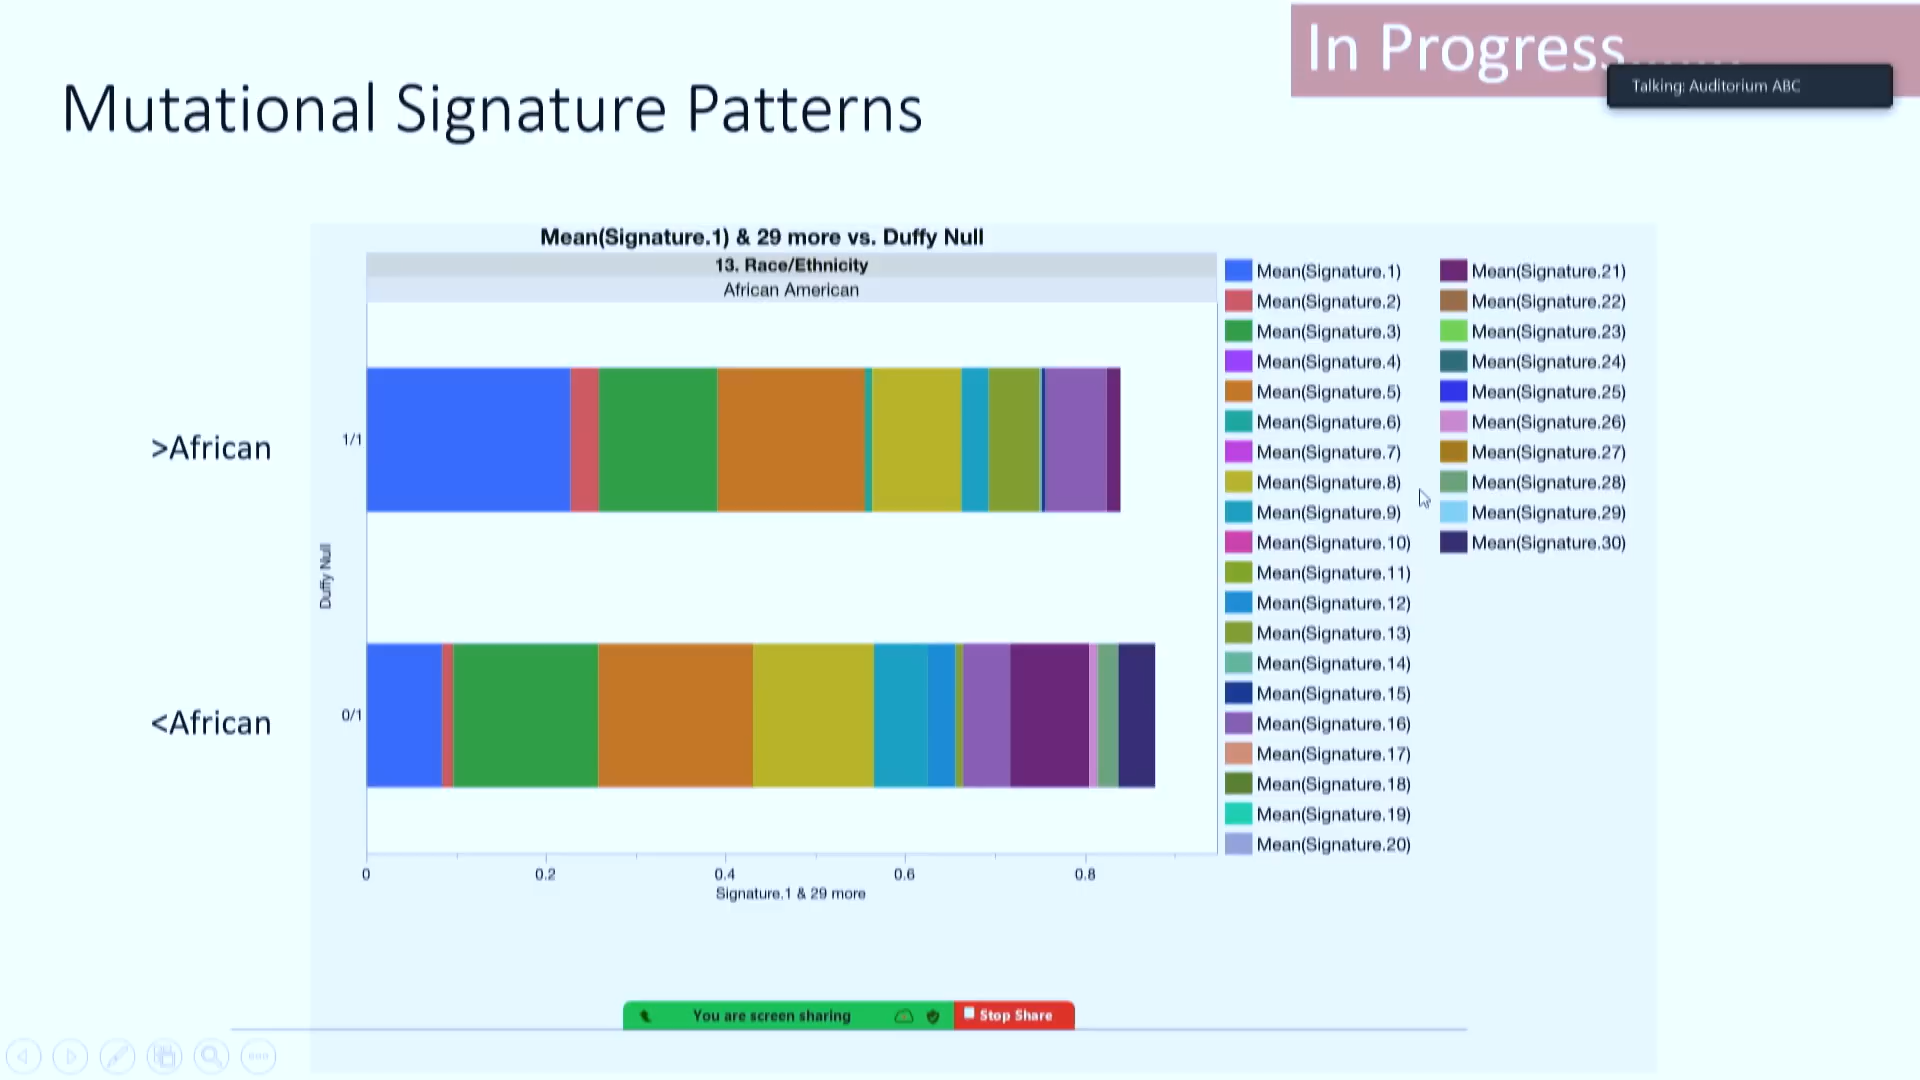 In Progress......
Talking: Auditorium ABC
Mutational Signature Patterns
Mean(Signature.1) & 29 more vs. Duffy Null
13. Race/Ethnicity
African American
>African
1/1
<African
0/1
Duffy Null
0 0.2 0.4 0.6 0.8
Signature.1 & 29 more
Mean(Signature.1)
Mean(Signature.2)
Mean(Signature.3)
Mean(Signature.4)
Mean(Signature.5)
Mean(Signature.6)
Mean(Signature.7)
Mean(Signature.8)
Mean(Signature.9)
Mean(Signature.10)
Mean(Signature.11)
Mean(Signature.12)
Mean(Signature.13)
Mean(Signature.14)
Mean(Signature.15)
Mean(Signature.16)
Mean(Signature.17)
Mean(Signature.18)
Mean(Signature.19)
Mean(Signature.20)
Mean(Signature.21)
Mean(Signature.22)
Mean(Signature.23)
Mean(Signature.24)
Mean(Signature.25)
Mean(Signature.26)
Mean(Signature.27)
Mean(Signature.28)
Mean(Signature.29)
Mean(Signature.30)
You are screen sharing
Stop Share